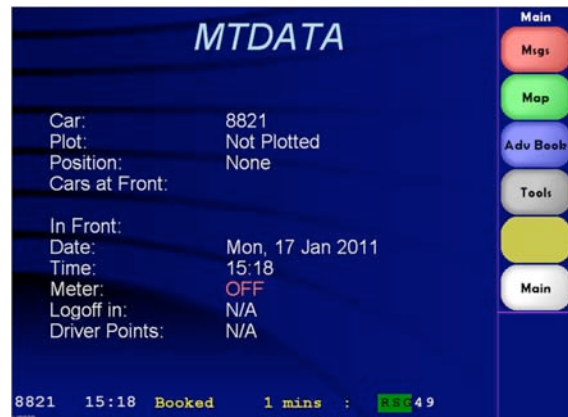 MTDATA
Main
Msgs
Map
Adv Book
Tools
Main
Car: 8821
Plot: Not Plotted
Position: None
Cars at Front:
In Front:
Date: Mon, 17 Jan 2011
Time: 15:18
Meter: OFF
Logoff in: N/A
Driver Points: N/A
8821 15:18 Booked 1 mins : RSG49